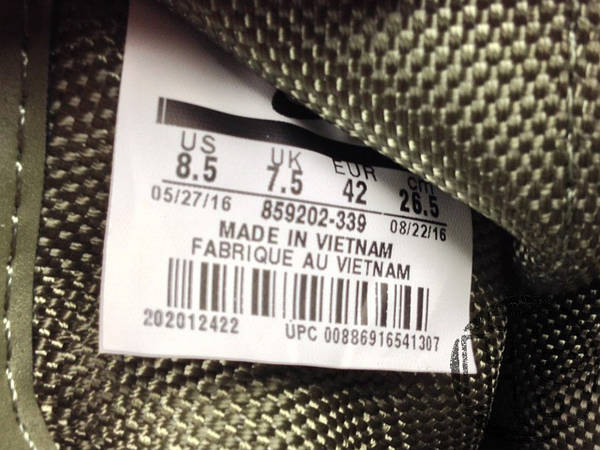 US UK EUR cm
8.5 7.5 42 26.5
05/27/16 859202-339 08/22/16
MADE IN VIETNAM
FABRIQUE AU VIETNAM
202012422 UPC 00886916541307